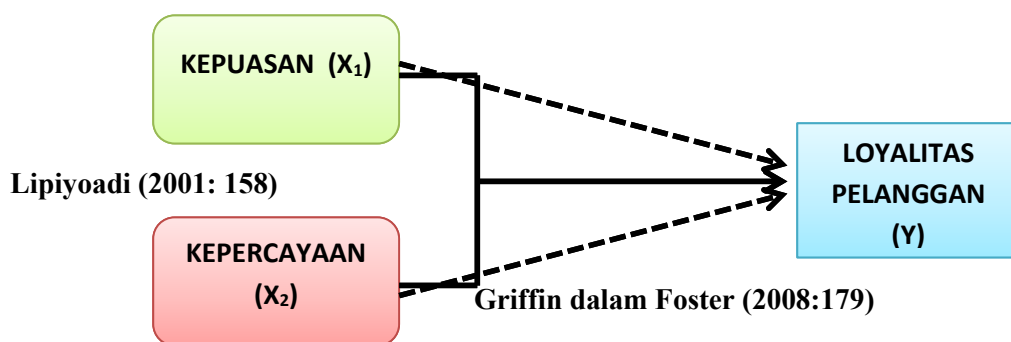 KEPUASAN (X₁)
Lipiyoadi (2001: 158)
KEPERCAYAAN
(X₂)
LOYALITAS
PELANGGAN
(Y)
Griffin dalam Foster (2008:179)